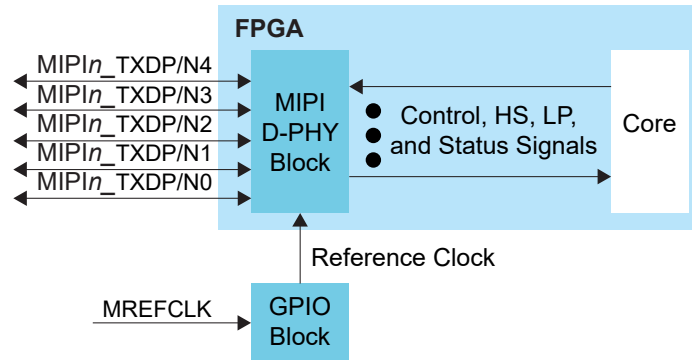 FPGA
MIPIn_TXDP/N4
MIPIn_TXDP/N3
MIPIn_TXDP/N2
MIPIn_TXDP/N1
MIPIn_TXDP/N0
MIPI
D-PHY
Block
Control, HS, LP,
and Status Signals
Core
Reference Clock
MREFCLK
GPIO
Block